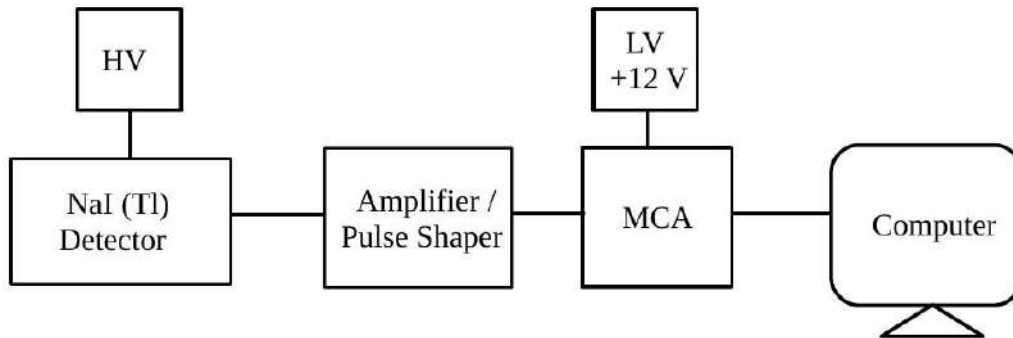 HV
LV
+12 V
NaI (Tl)
Detector
Amplifier /
Pulse Shaper
MCA
Computer